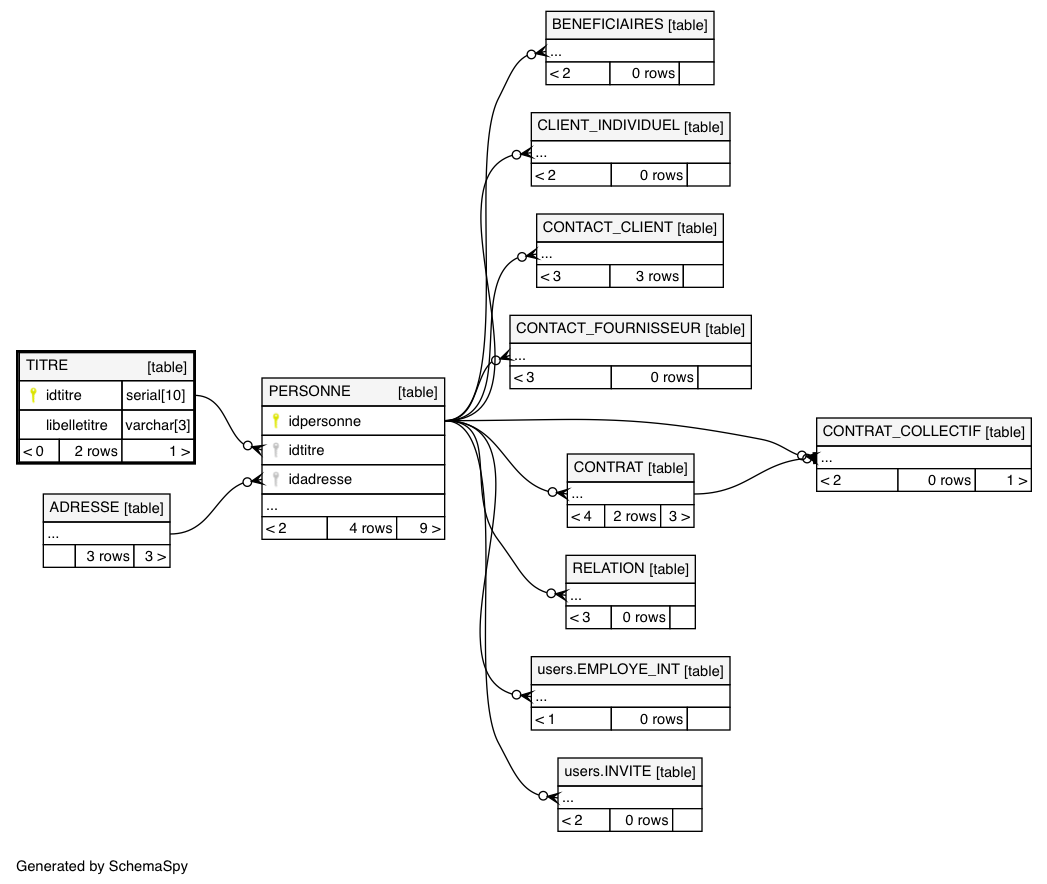 BENEFICIAIRES [table]
...
< 2 0 rows
CLIENT_INDIVIDUEL [table]
...
< 2 0 rows
CONTACT_CLIENT [table]
...
< 3 3 rows
CONTACT_FOURNISSEUR [table]
...
< 3 0 rows
TITRE [table]
idtitre serial[10]
libelletitre varchar[3]
< 0 2 rows 1 >
PERSONNE [table]
idpersonne
idtitre
idadresse
...
< 2 4 rows 9 >
ADRESSE [table]
...
3 rows 3 >
CONTRAT_COLLECTIF [table]
...
< 2 0 rows 1 >
CONTRAT [table]
...
< 4 2 rows 3 >
RELATION [table]
...
< 3 0 rows
users.EMPLOYE_INT [table]
...
< 1 0 rows
users.INVITE [table]
...
< 2 0 rows
Generated by SchemaSpy